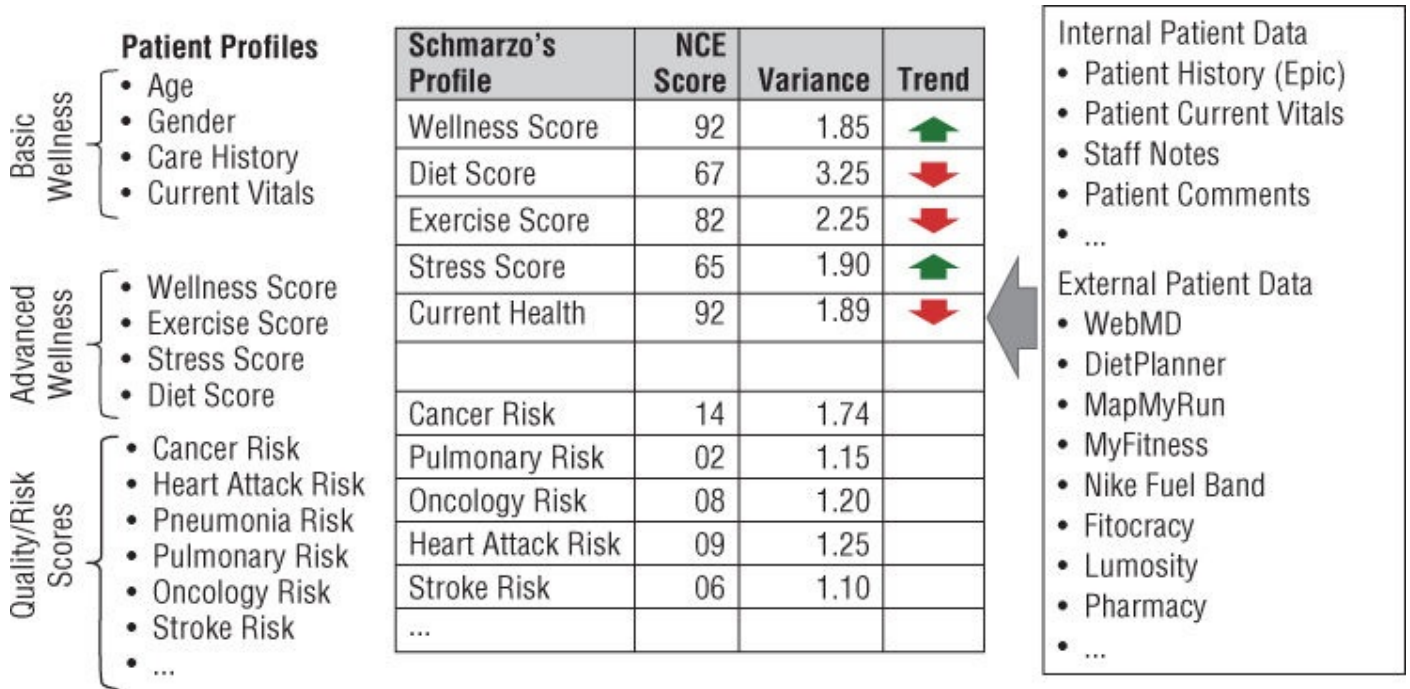 Patient Profiles
Basic
Wellness
• Age
• Gender
• Care History
• Current Vitals
Advanced
Wellness
• Wellness Score
• Exercise Score
• Stress Score
• Diet Score
Quality/Risk
Scores
• Cancer Risk
• Heart Attack Risk
• Pneumonia Risk
• Pulmonary Risk
• Oncology Risk
• Stroke Risk
• ...
Schmarzo's Profile NCE Score Variance Trend
Wellness Score 92 1.85
Diet Score 67 3.25
Exercise Score 82 2.25
Stress Score 65 1.90
Current Health 92 1.89
Cancer Risk 14 1.74
Pulmonary Risk 02 1.15
Oncology Risk 08 1.20
Heart Attack Risk 09 1.25
Stroke Risk 06 1.10
...
Internal Patient Data
• Patient History (Epic)
• Patient Current Vitals
• Staff Notes
• Patient Comments
• ...
External Patient Data
• WebMD
• DietPlanner
• MapMyRun
• MyFitness
• Nike Fuel Band
• Fitocracy
• Lumosity
• Pharmacy
• ...